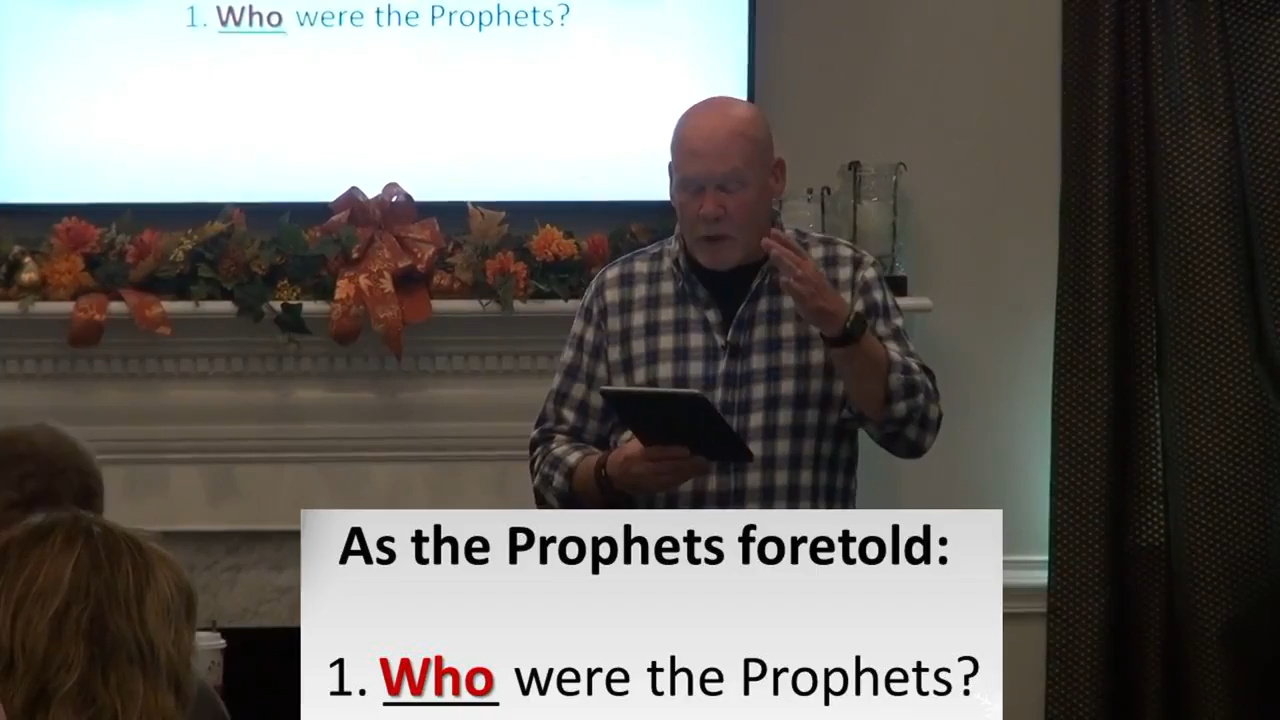 1. Who were the Prophets?
As the Prophets foretold:
1. Who were the Prophets?